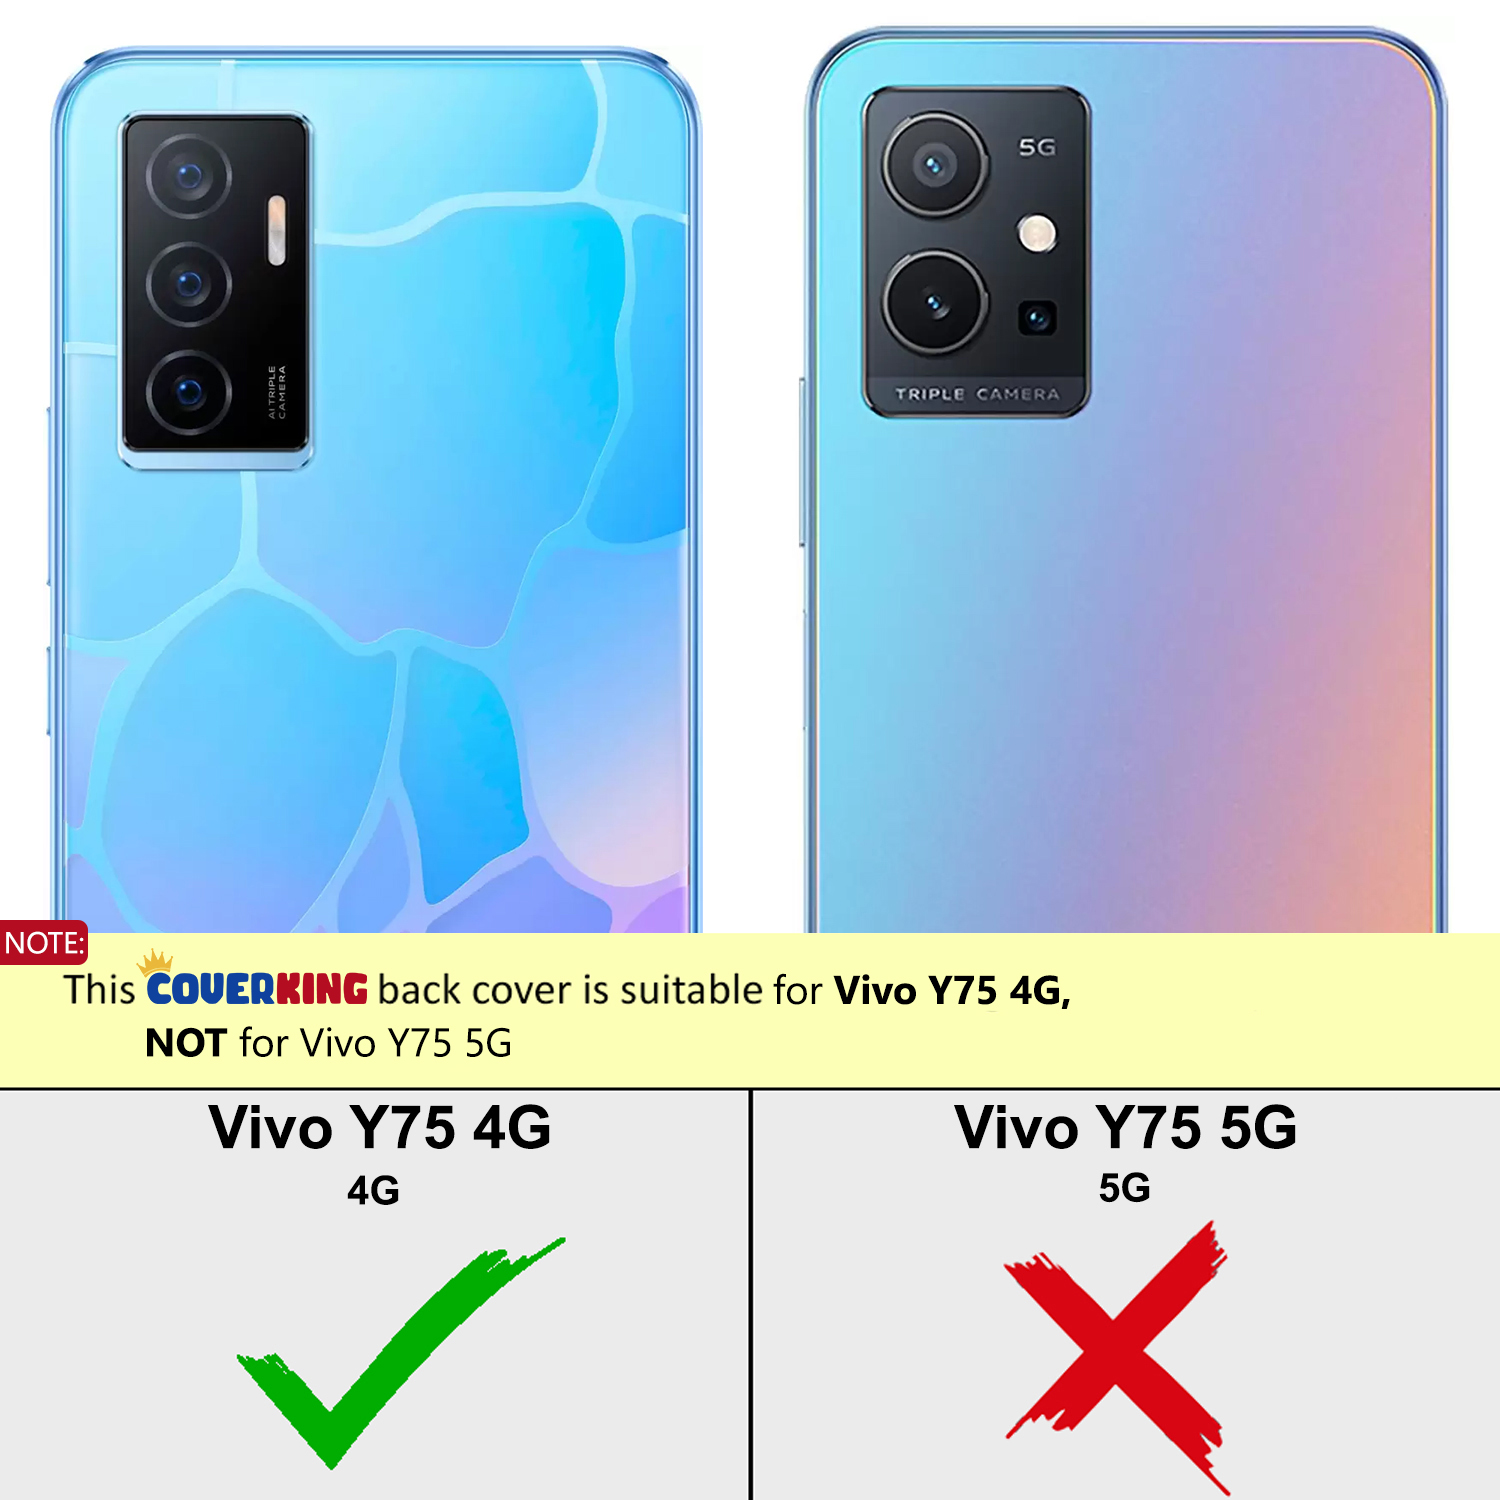 AI TRIPLE
CAMERA
5G
TRIPLE CAMERA
NOTE:
This COVERKING back cover is suitable for Vivo Y75 4G,
NOT for Vivo Y75 5G
Vivo Y75 4G
4G
Vivo Y75 5G
5G